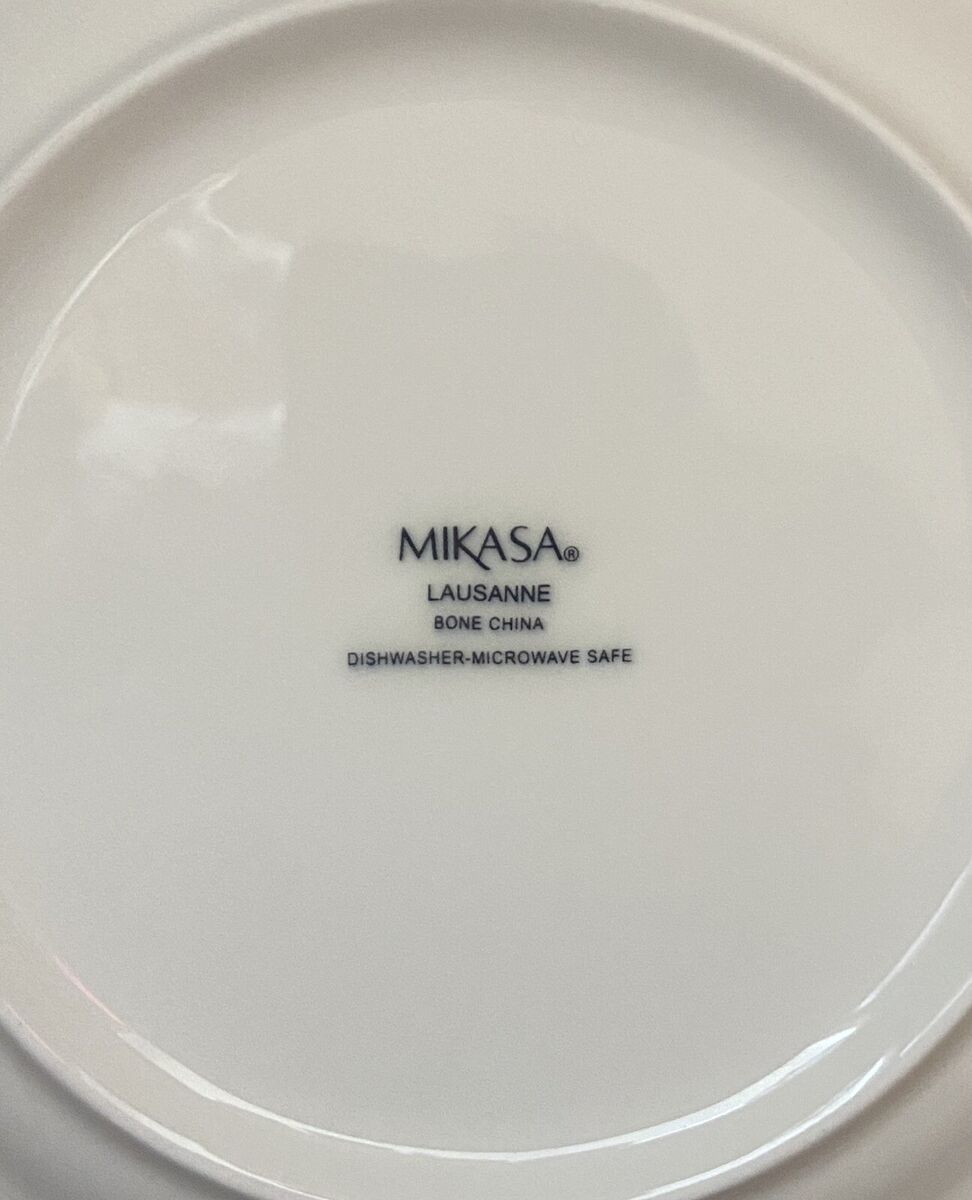 MIKASA®
LAUSANNE
BONE CHINA
DISHWASHER-MICROWAVE SAFE